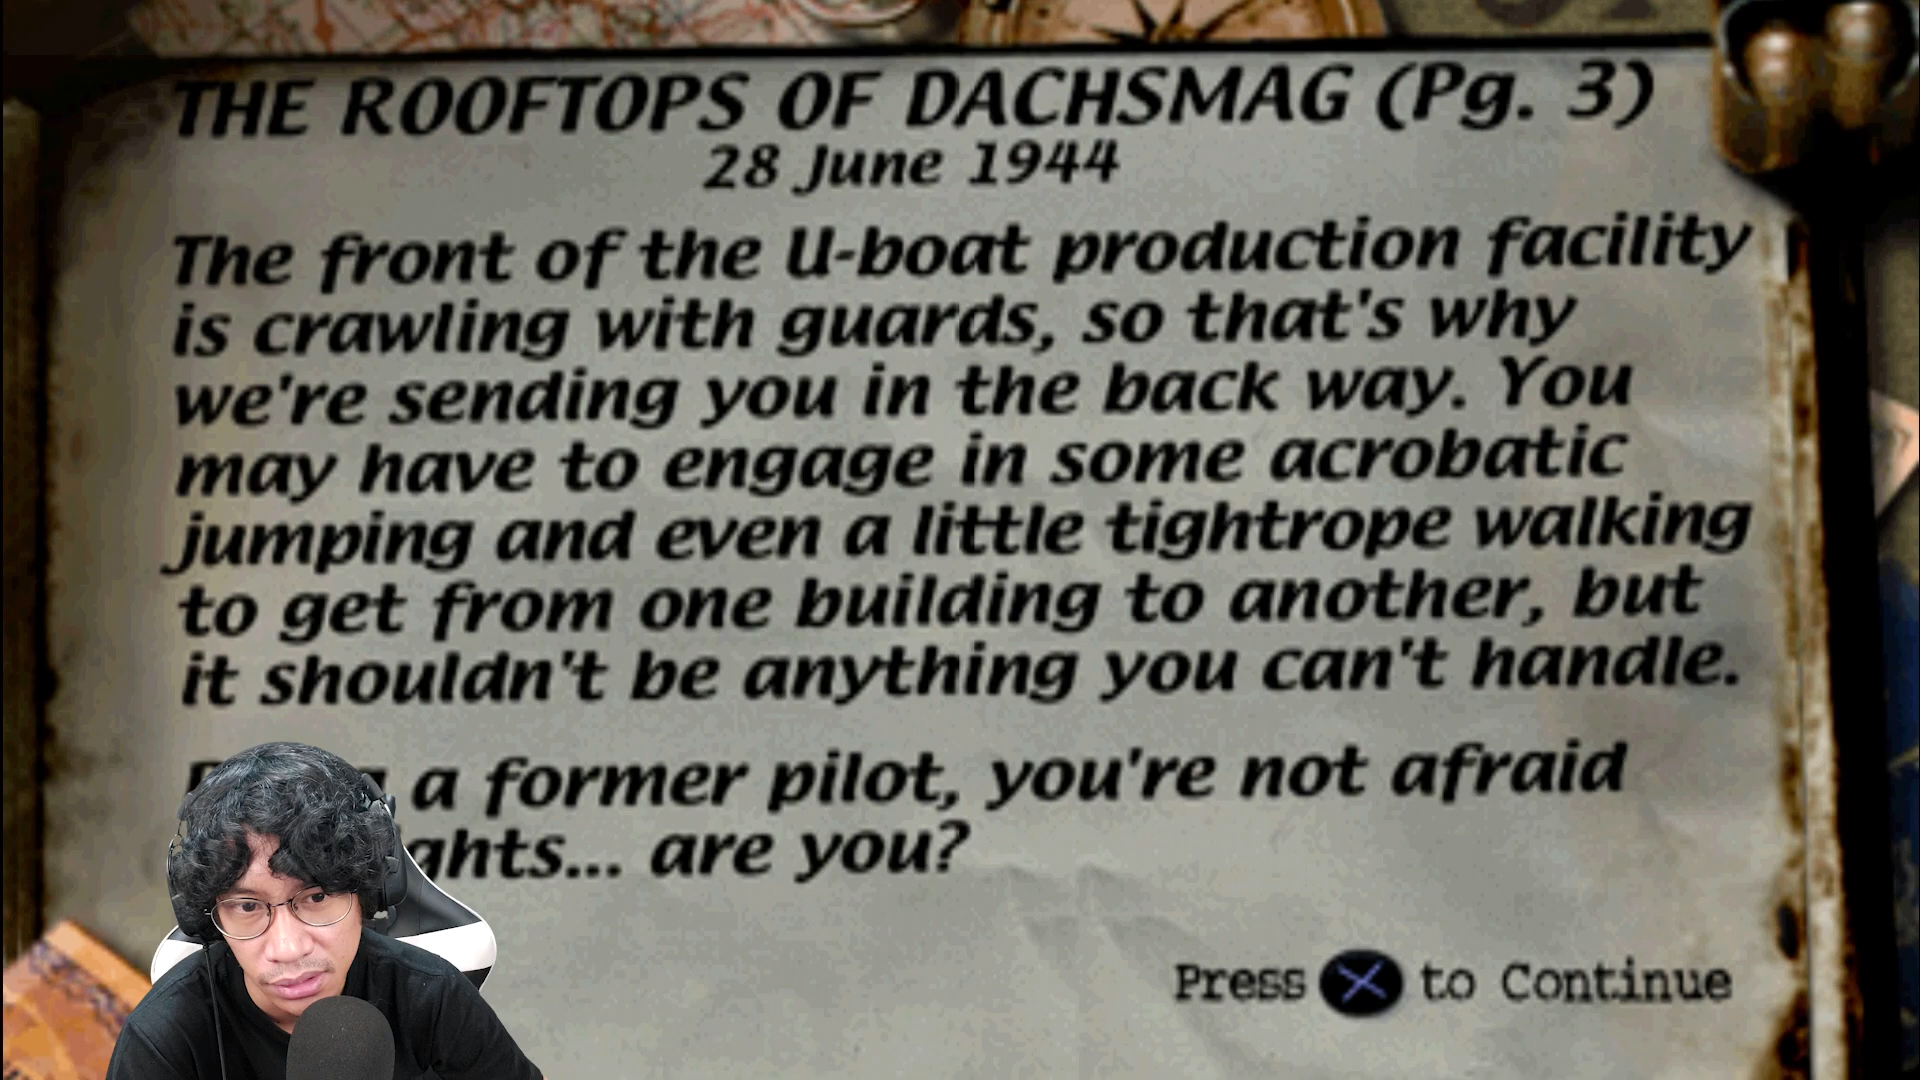 THE ROOFTOPS OF DACHSMAG (Pg. 3)
28 June 1944
The front of the U-boat production facility
is crawling with guards, so that's why
we're sending you in the back way. You
may have to engage in some acrobatic
jumping and even a little tightrope walking
to get from one building to another, but
it shouldn't be anything you can't handle.
a former pilot, you're not afraid
... are you?
Press X to Continue